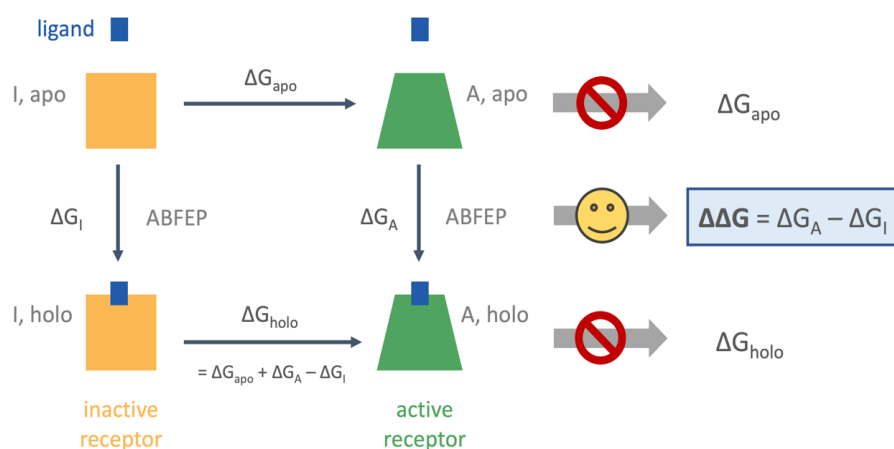 ligand
I, apo
ΔG_apo
A, apo
ΔG_apo
ΔG_I
ABFEP
ΔG_A
ABFEP
ΔΔG = ΔG_A – ΔG_I
I, holo
ΔG_holo
= ΔG_apo + ΔG_A – ΔG_I
A, holo
ΔG_holo
inactive
receptor
active
receptor